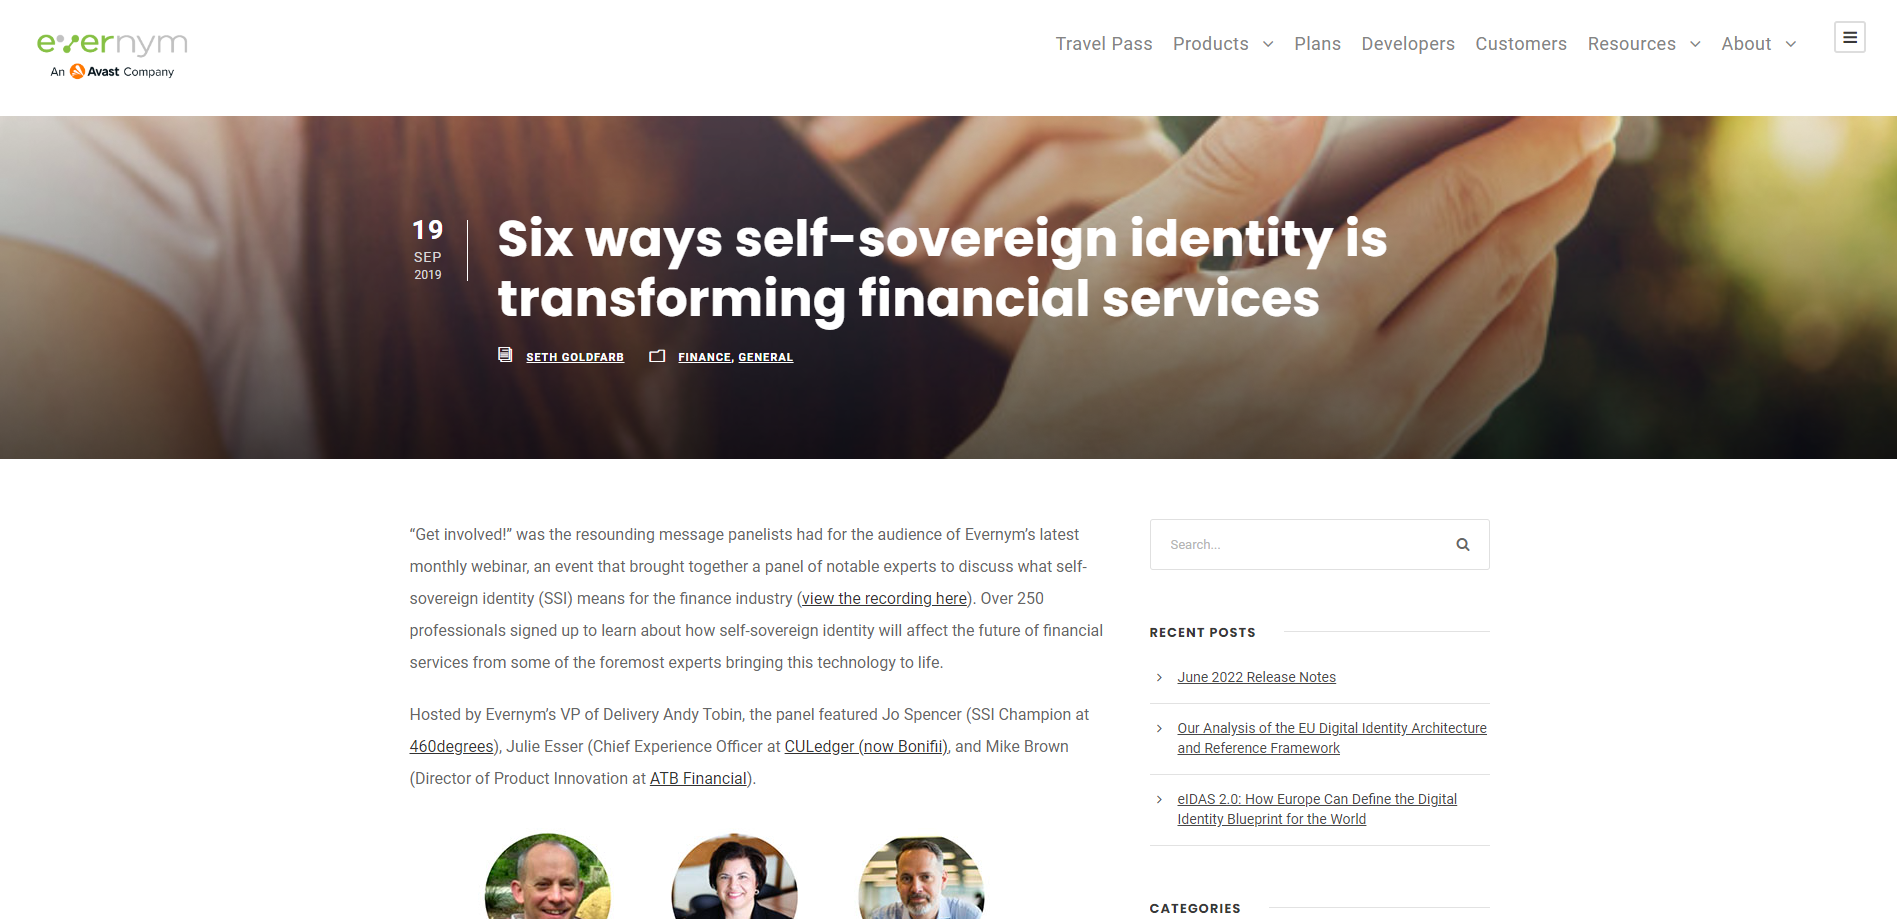 evernym
An Avast Company
Travel Pass Products Plans Developers Customers Resources About
19
SEP
2019
Six ways self-sovereign identity is
transforming financial services
SETH GOLDFARB FINANCE, GENERAL
“Get involved!” was the resounding message panelists had for the audience of Evernym’s latest
monthly webinar, an event that brought together a panel of notable experts to discuss what self-
sovereign identity (SSI) means for the finance industry (view the recording here). Over 250
professionals signed up to learn about how self-sovereign identity will affect the future of financial
services from some of the foremost experts bringing this technology to life.
Hosted by Evernym’s VP of Delivery Andy Tobin, the panel featured Jo Spencer (SSI Champion at
460degrees), Julie Esser (Chief Experience Officer at CULedger (now Bonifii), and Mike Brown
(Director of Product Innovation at ATB Financial).
Search...
RECENT POSTS
June 2022 Release Notes
Our Analysis of the EU Digital Identity Architecture
and Reference Framework
eIDAS 2.0: How Europe Can Define the Digital
Identity Blueprint for the World
CATEGORIES